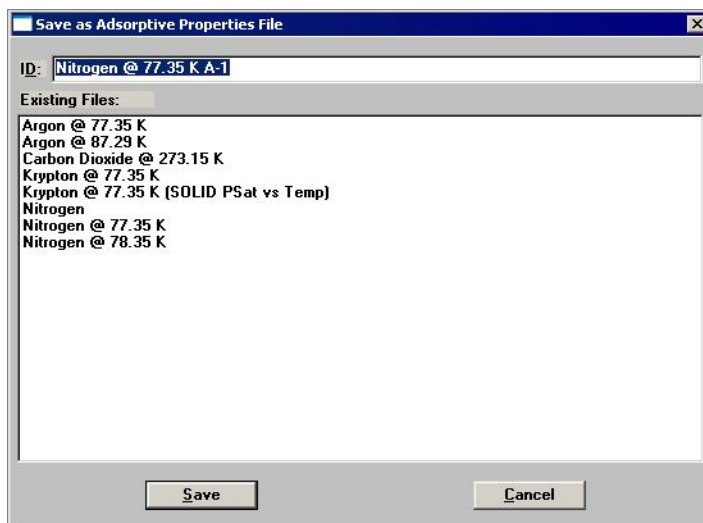 Save as Adsorptive Properties File
ID: Nitrogen @ 77.35 K A-1
Existing Files:
Argon @ 77.35 K
Argon @ 87.29 K
Carbon Dioxide @ 273.15 K
Krypton @ 77.35 K
Krypton @ 77.35 K (SOLID PSat vs Temp)
Nitrogen
Nitrogen @ 77.35 K
Nitrogen @ 78.35 K
Save Cancel